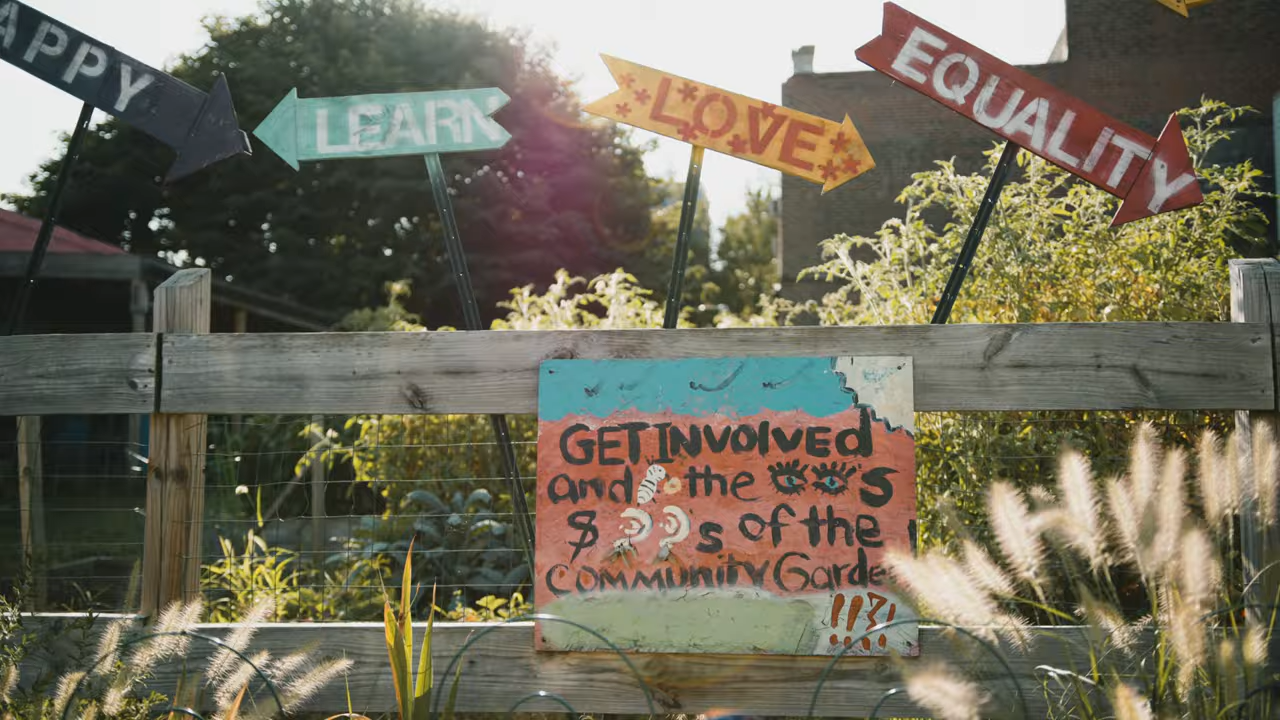 APPY
LEARN
LOVE
EQUALITY
GET INVOLVED
and the 's
$ s of the
Community Garde
!!?!